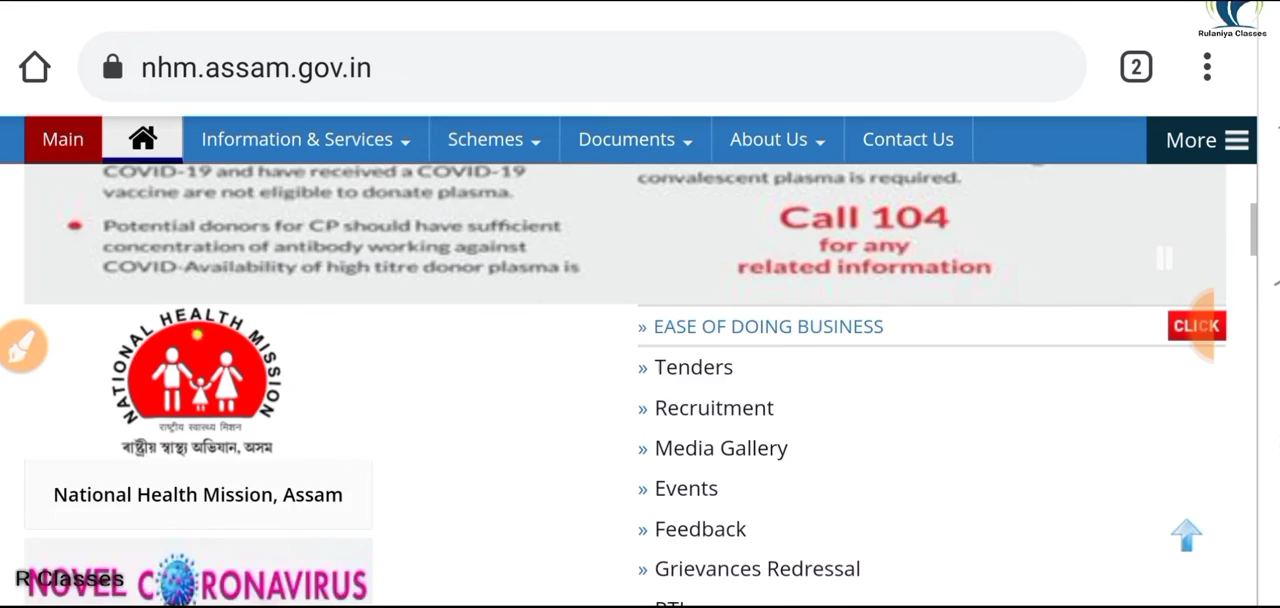 Rulaniya Classes
nhm.assam.gov.in
2
Main
Information & Services
Schemes
Documents
About Us
Contact Us
More
COVID-19 and have received a COVID-19
vaccine are not eligible to donate plasma.
Potential donors for CP should have sufficient
concentration of antibody working against
COVID-Availability of high titre donor plasma is
convalescent plasma is required.
Call 104
for any
related information
NATIONAL HEALTH MISSION
राष्ट्रीय स्वास्थ्य मिशन
ৰাষ্ট্ৰীয় স্বাস্থ্য অভিযান, অসম
National Health Mission, Assam
NOVEL CORONAVIRUS
R Classes
» EASE OF DOING BUSINESS
CLICK
» Tenders
» Recruitment
» Media Gallery
» Events
» Feedback
» Grievances Redressal